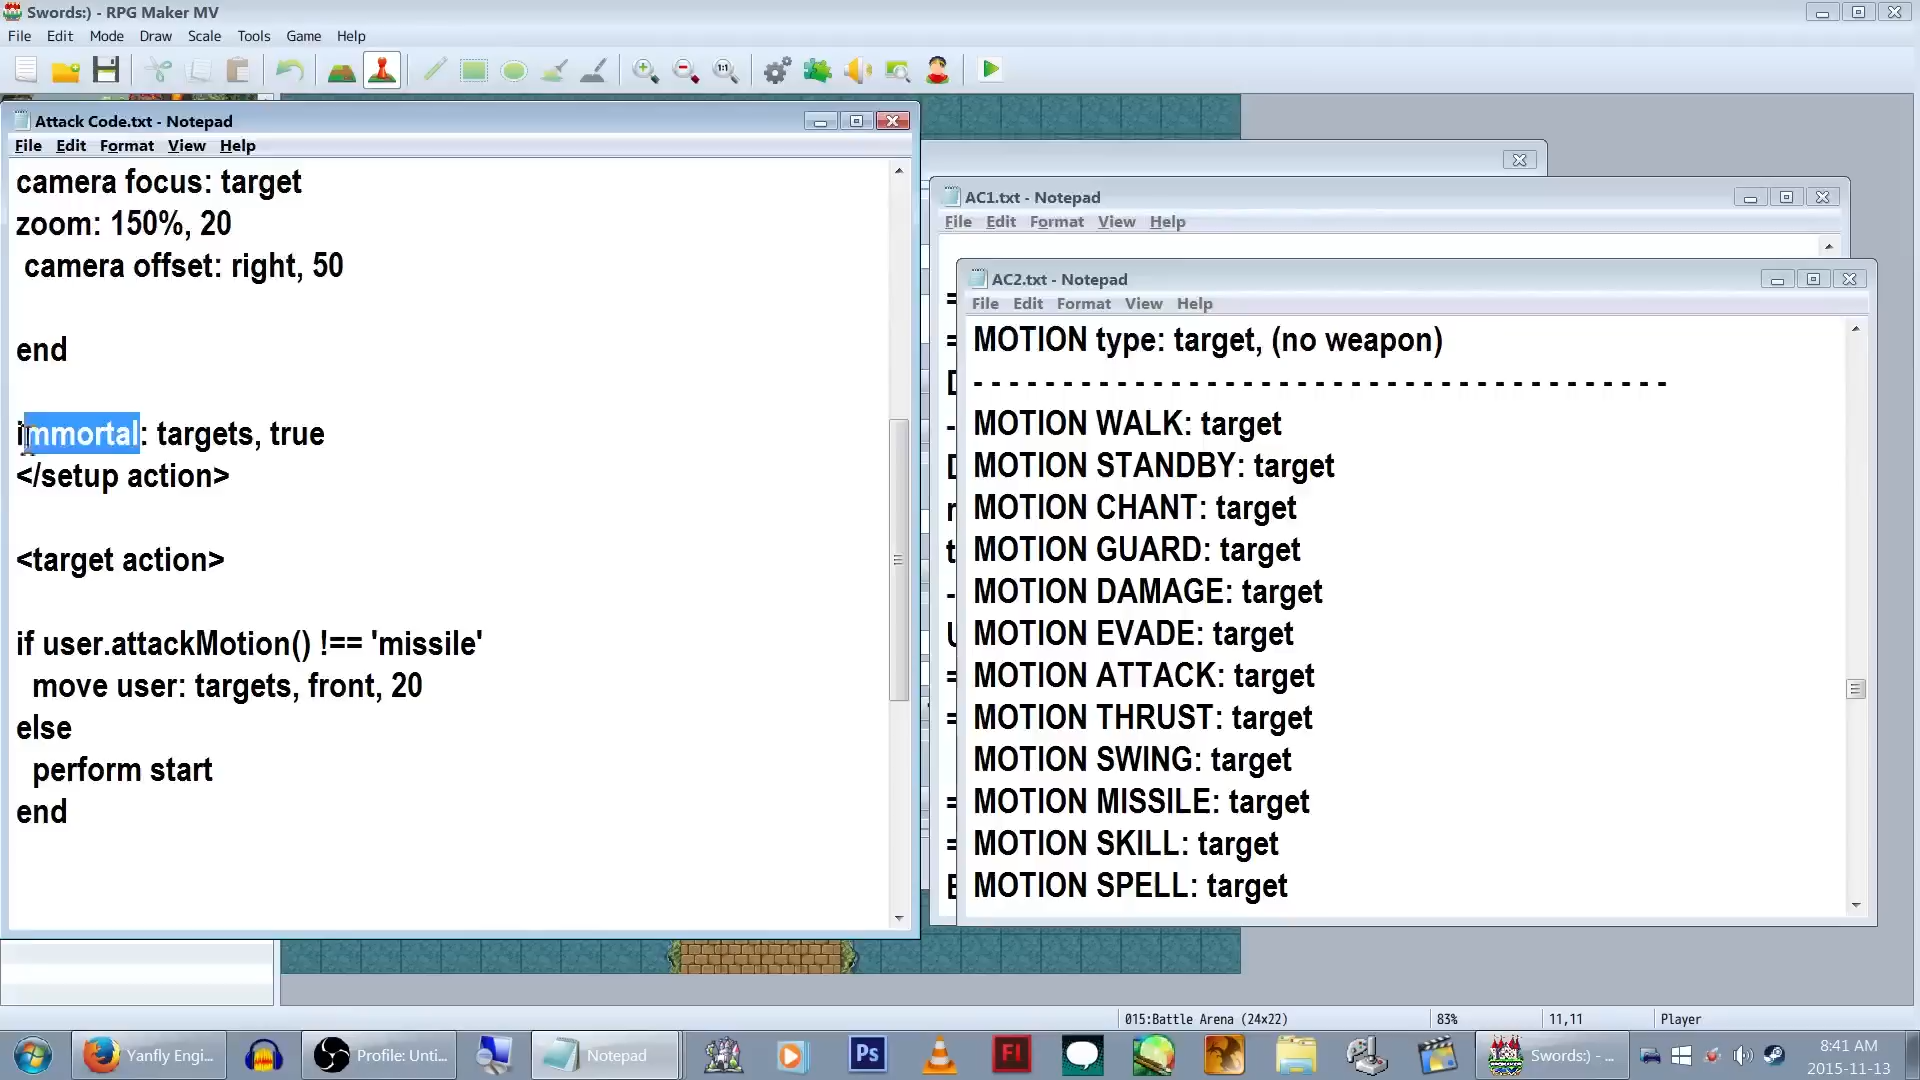 Swords:) - RPG Maker MV
File Edit Mode Draw Scale Tools Game Help
1:1
Attack Code.txt - Notepad
File Edit Format View Help
camera focus: target
zoom: 150%, 20
camera offset: right, 50
end
immortal: targets, true
</setup action>
<target action>
if user.attackMotion() !== 'missile'
move user: targets, front, 20
else
perform start
end
AC1.txt - Notepad
File Edit Format View Help
AC2.txt - Notepad
File Edit Format View Help
MOTION type: target, (no weapon)
- - - - - - - - - - - - - - - - - - - - - - - - - - - - - - - - - - - - - - -
MOTION WALK: target
MOTION STANDBY: target
MOTION CHANT: target
MOTION GUARD: target
MOTION DAMAGE: target
MOTION EVADE: target
MOTION ATTACK: target
MOTION THRUST: target
MOTION SWING: target
MOTION MISSILE: target
MOTION SKILL: target
MOTION SPELL: target
015:Battle Arena (24x22) 83% 11,11 Player
Yanfly Engi... Profile: Unti... Notepad Ps Fl Swords:) - ... 8:41 AM
2015-11-13